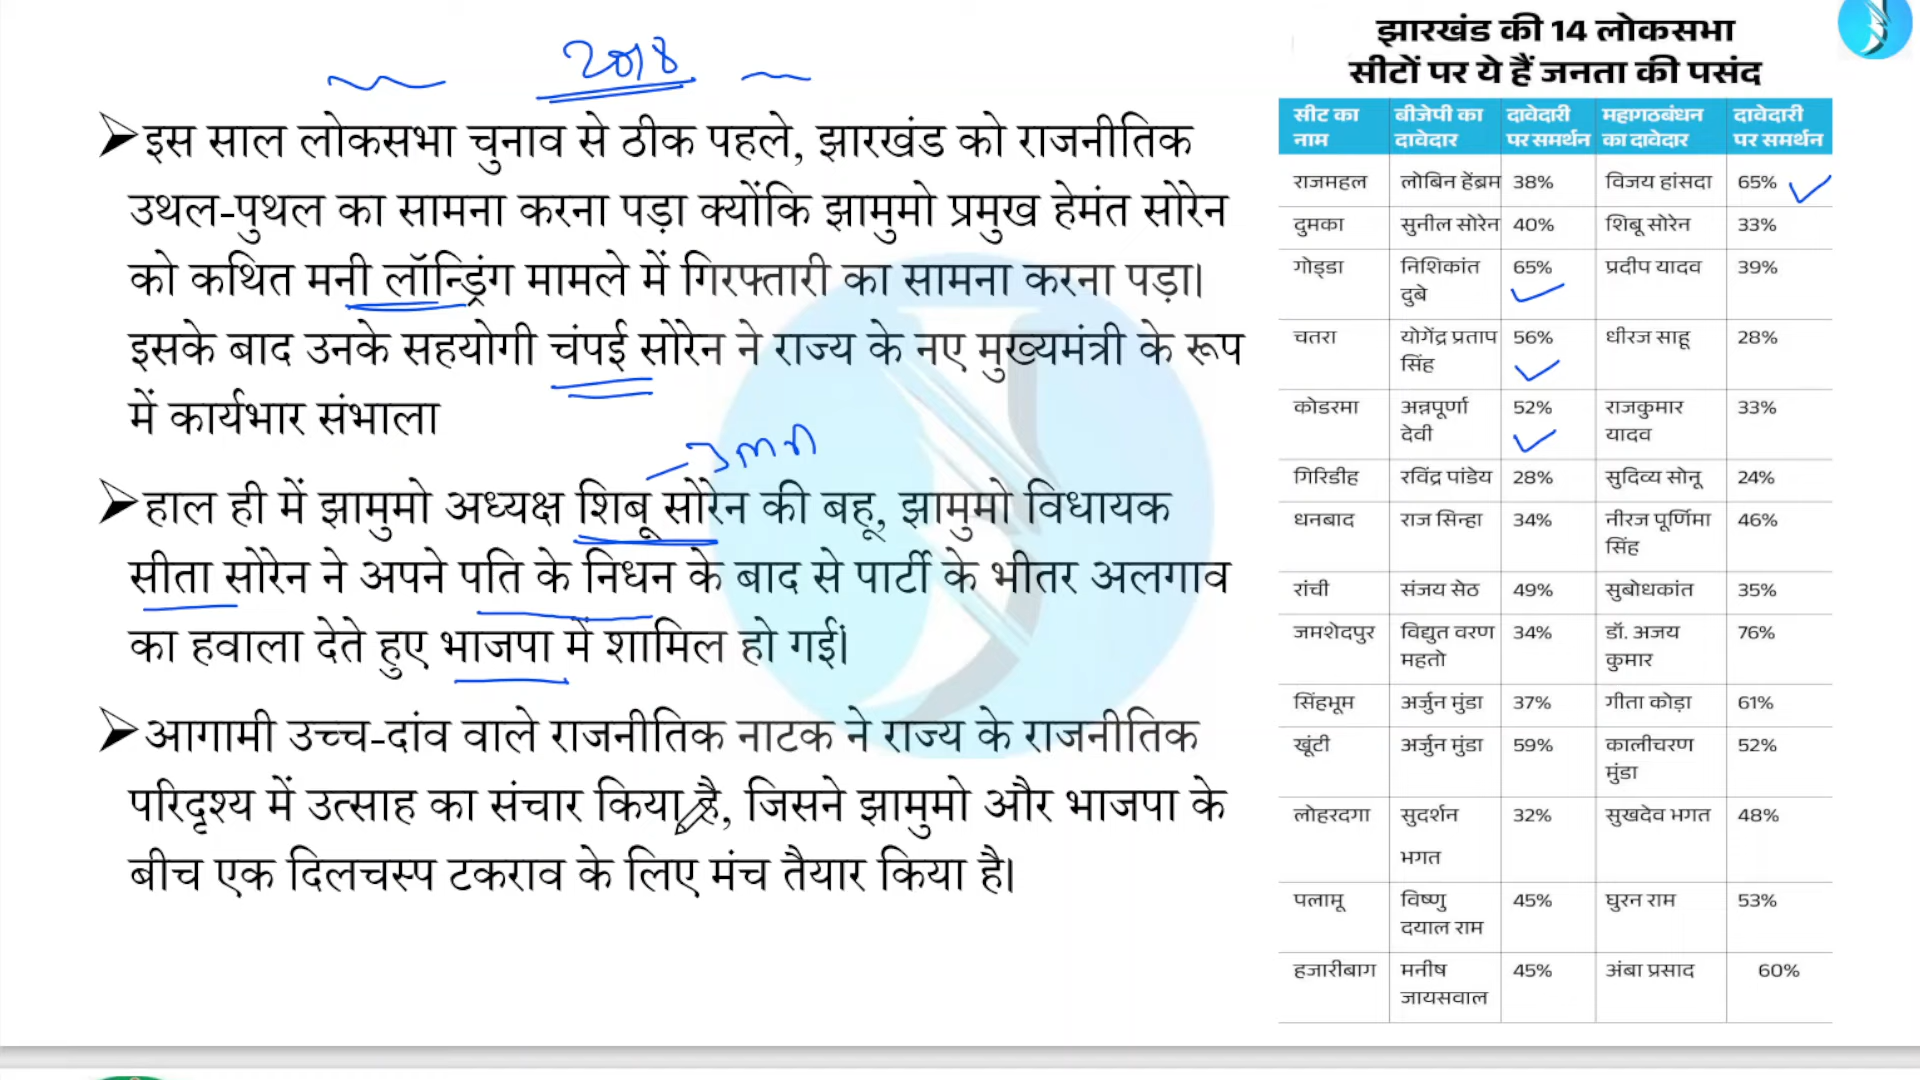 2018
➤इस साल लोकसभा चुनाव से ठीक पहले, झारखंड को राजनीतिक
उथल-पुथल का सामना करना पड़ा क्योंकि झामुमो प्रमुख हेमंत सोरेन
को कथित मनी लॉन्ड्रिंग मामले में गिरफ्तारी का सामना करना पड़ा।
इसके बाद उनके सहयोगी चंपई सोरेन ने राज्य के नए मुख्यमंत्री के रूप
में कार्यभार संभाला
➤हाल ही में झामुमो अध्यक्ष शिबू सोरेन की बहू, झामुमो विधायक
सीता सोरेन ने अपने पति के निधन के बाद से पार्टी के भीतर अलगाव
का हवाला देते हुए भाजपा में शामिल हो गईं।
➤आगामी उच्च-दांव वाले राजनीतिक नाटक ने राज्य के राजनीतिक
परिदृश्य में उत्साह का संचार किया है, जिसने झामुमो और भाजपा के
बीच एक दिलचस्प टकराव के लिए मंच तैयार किया है।
झारखंड की 14 लोकसभा
सीटों पर ये हैं जनता की पसंद
सीट का बीजेपी का दावेदारी महागठबंधन दावेदारी
नाम दावेदार पर समर्थन का दावेदार पर समर्थन
राजमहल लोबिन हेंब्रम 38% विजय हांसदा 65%
दुमका सुनील सोरेन 40% शिबू सोरेन 33%
गोड्डा निशिकांत 65% प्रदीप यादव 39%
दुबे
चतरा योगेंद्र प्रताप 56% धीरज साहू 28%
सिंह
कोडरमा अन्नपूर्णा 52% राजकुमार 33%
देवी यादव
गिरिडीह रविंद्र पांडेय 28% सुदिव्य सोनू 24%
धनबाद राज सिन्हा 34% नीरज पूर्णिमा 46%
सिंह
रांची संजय सेठ 49% सुबोधकांत 35%
जमशेदपुर विद्युत वरण 34% डॉ. अजय 76%
महतो कुमार
सिंहभूम अर्जुन मुंडा 37% गीता कोड़ा 61%
खूंटी अर्जुन मुंडा 59% कालीचरण 52%
मुंडा
लोहरदगा सुदर्शन 32% सुखदेव भगत 48%
भगत
पलामू विष्णु 45% घुरन राम 53%
दयाल राम
हजारीबाग मनीष 45% अंबा प्रसाद 60%
जायसवाल